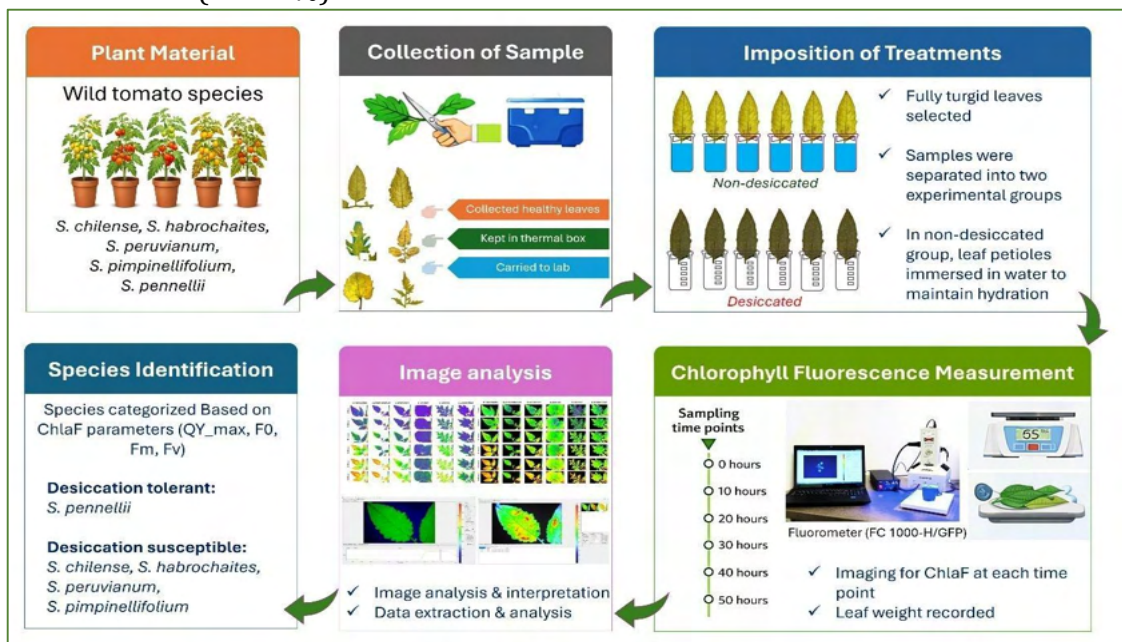 Plant Material
Wild tomato species
S. chilense, S. habrochaites,
S. peruvianum,
S. pimpinellifolium,
S. pennellii
Collection of Sample
Collected healthy leaves
Kept in thermal box
Carried to lab
Imposition of Treatments
Non-desiccated
Desiccated
✓ Fully turgid leaves
selected
✓ Samples were
separated into two
experimental groups
✓ In non-desiccated
group, leaf petioles
immersed in water to
maintain hydration
Species Identification
Species categorized Based on
ChlaF parameters (QY_max, F0,
Fm, Fv)
Desiccation tolerant:
S. pennellii
Desiccation susceptible:
S. chilense, S. habrochaites,
S. peruvianum,
S. pimpinellifolium
Image analysis
✓ Image analysis & interpretation
✓ Data extraction & analysis
Chlorophyll Fluorescence Measurement
Sampling
time points
0 hours
10 hours
20 hours
30 hours
40 hours
50 hours
Fluorometer (FC 1000-H/GFP)
✓ Imaging for ChlaF at each time
point
✓ Leaf weight recorded